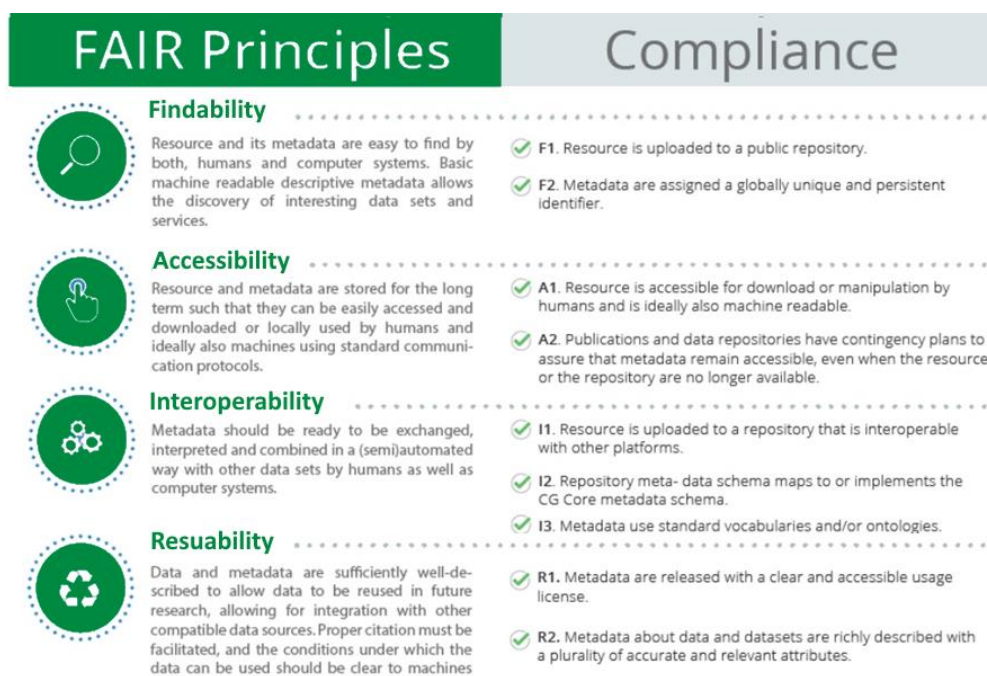 FAIR Principles
Compliance
Findability
Resource and its metadata are easy to find by
both, humans and computer systems. Basic
machine readable descriptive metadata allows
the discovery of interesting data sets and
services.
F1. Resource is uploaded to a public repository.
F2. Metadata are assigned a globally unique and persistent
identifier.
Accessibility
Resource and metadata are stored for the long
term such that they can be easily accessed and
downloaded or locally used by humans and
ideally also machines using standard communi-
cation protocols.
A1. Resource is accessible for download or manipulation by
humans and is ideally also machine readable.
A2. Publications and data repositories have contingency plans to
assure that metadata remain accessible, even when the resource
or the repository are no longer available.
Interoperability
Metadata should be ready to be exchanged,
interpreted and combined in a (semi)automated
way with other data sets by humans as well as
computer systems.
I1. Resource is uploaded to a repository that is interoperable
with other platforms.
I2. Repository meta- data schema maps to or implements the
CG Core metadata schema.
I3. Metadata use standard vocabularies and/or ontologies.
Resuability
Data and metadata are sufficiently well-de-
scribed to allow data to be reused in future
research, allowing for integration with other
compatible data sources. Proper citation must be
facilitated, and the conditions under which the
data can be used should be clear to machines
R1. Metadata are released with a clear and accessible usage
license.
R2. Metadata about data and datasets are richly described with
a plurality of accurate and relevant attributes.